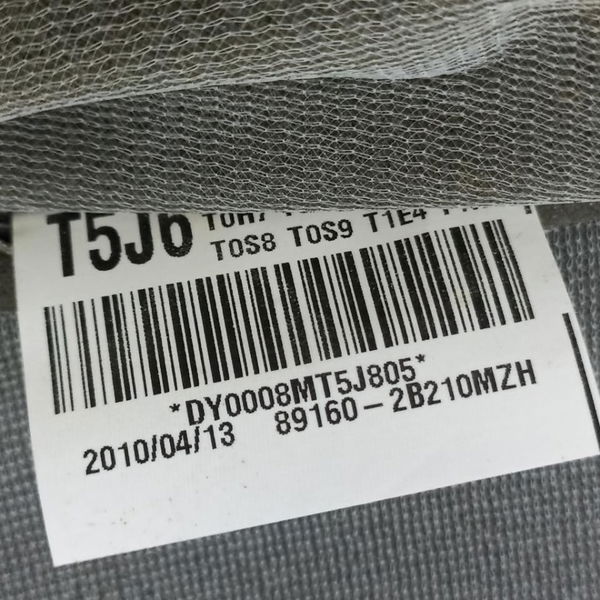 T5J6
T0S8 T0S9 T1E4
*DY0008MT5J805*
2010/04/13 89160-2B210MZH